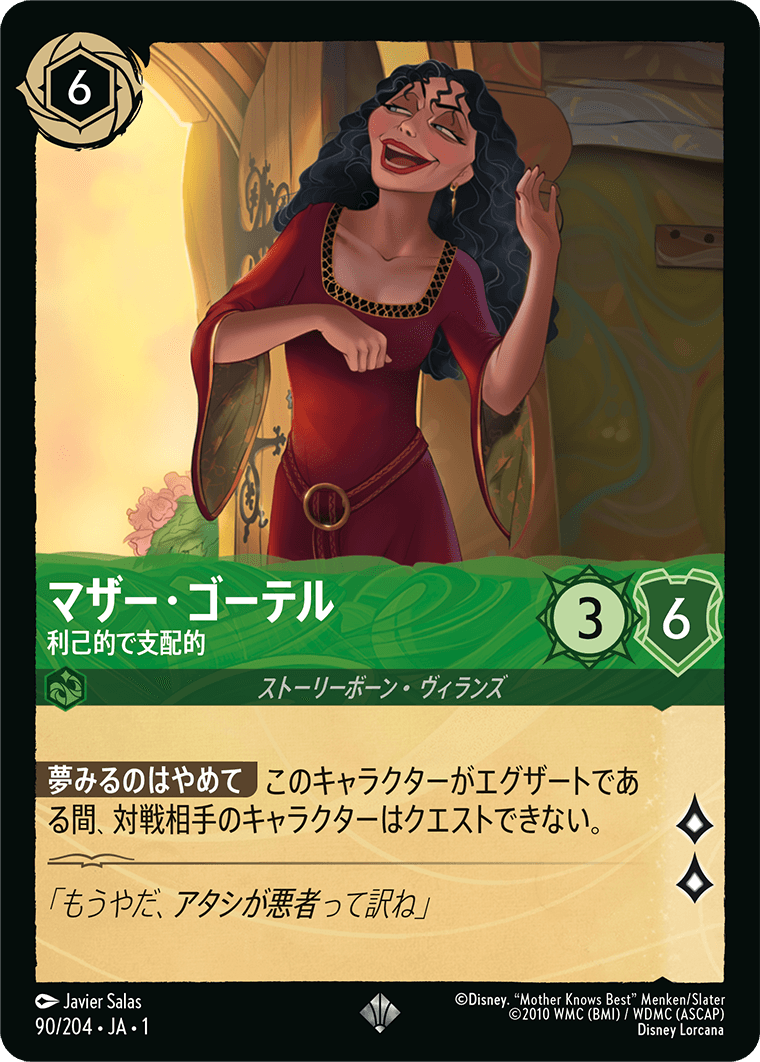 6
マザー・ゴーテル
利己的で支配的
3
6
ストーリーボーン・ヴィランズ
夢みるのはやめて このキャラクターがエグザートであ
る間、対戦相手のキャラクターはクエストできない。
「もうやだ、アタシが悪者って訳ね」
Javier Salas
90/204 • JA • 1
©Disney. “Mother Knows Best” Menken/Slater
©2010 WMC (BMI) / WDMC (ASCAP)
Disney Lorcana